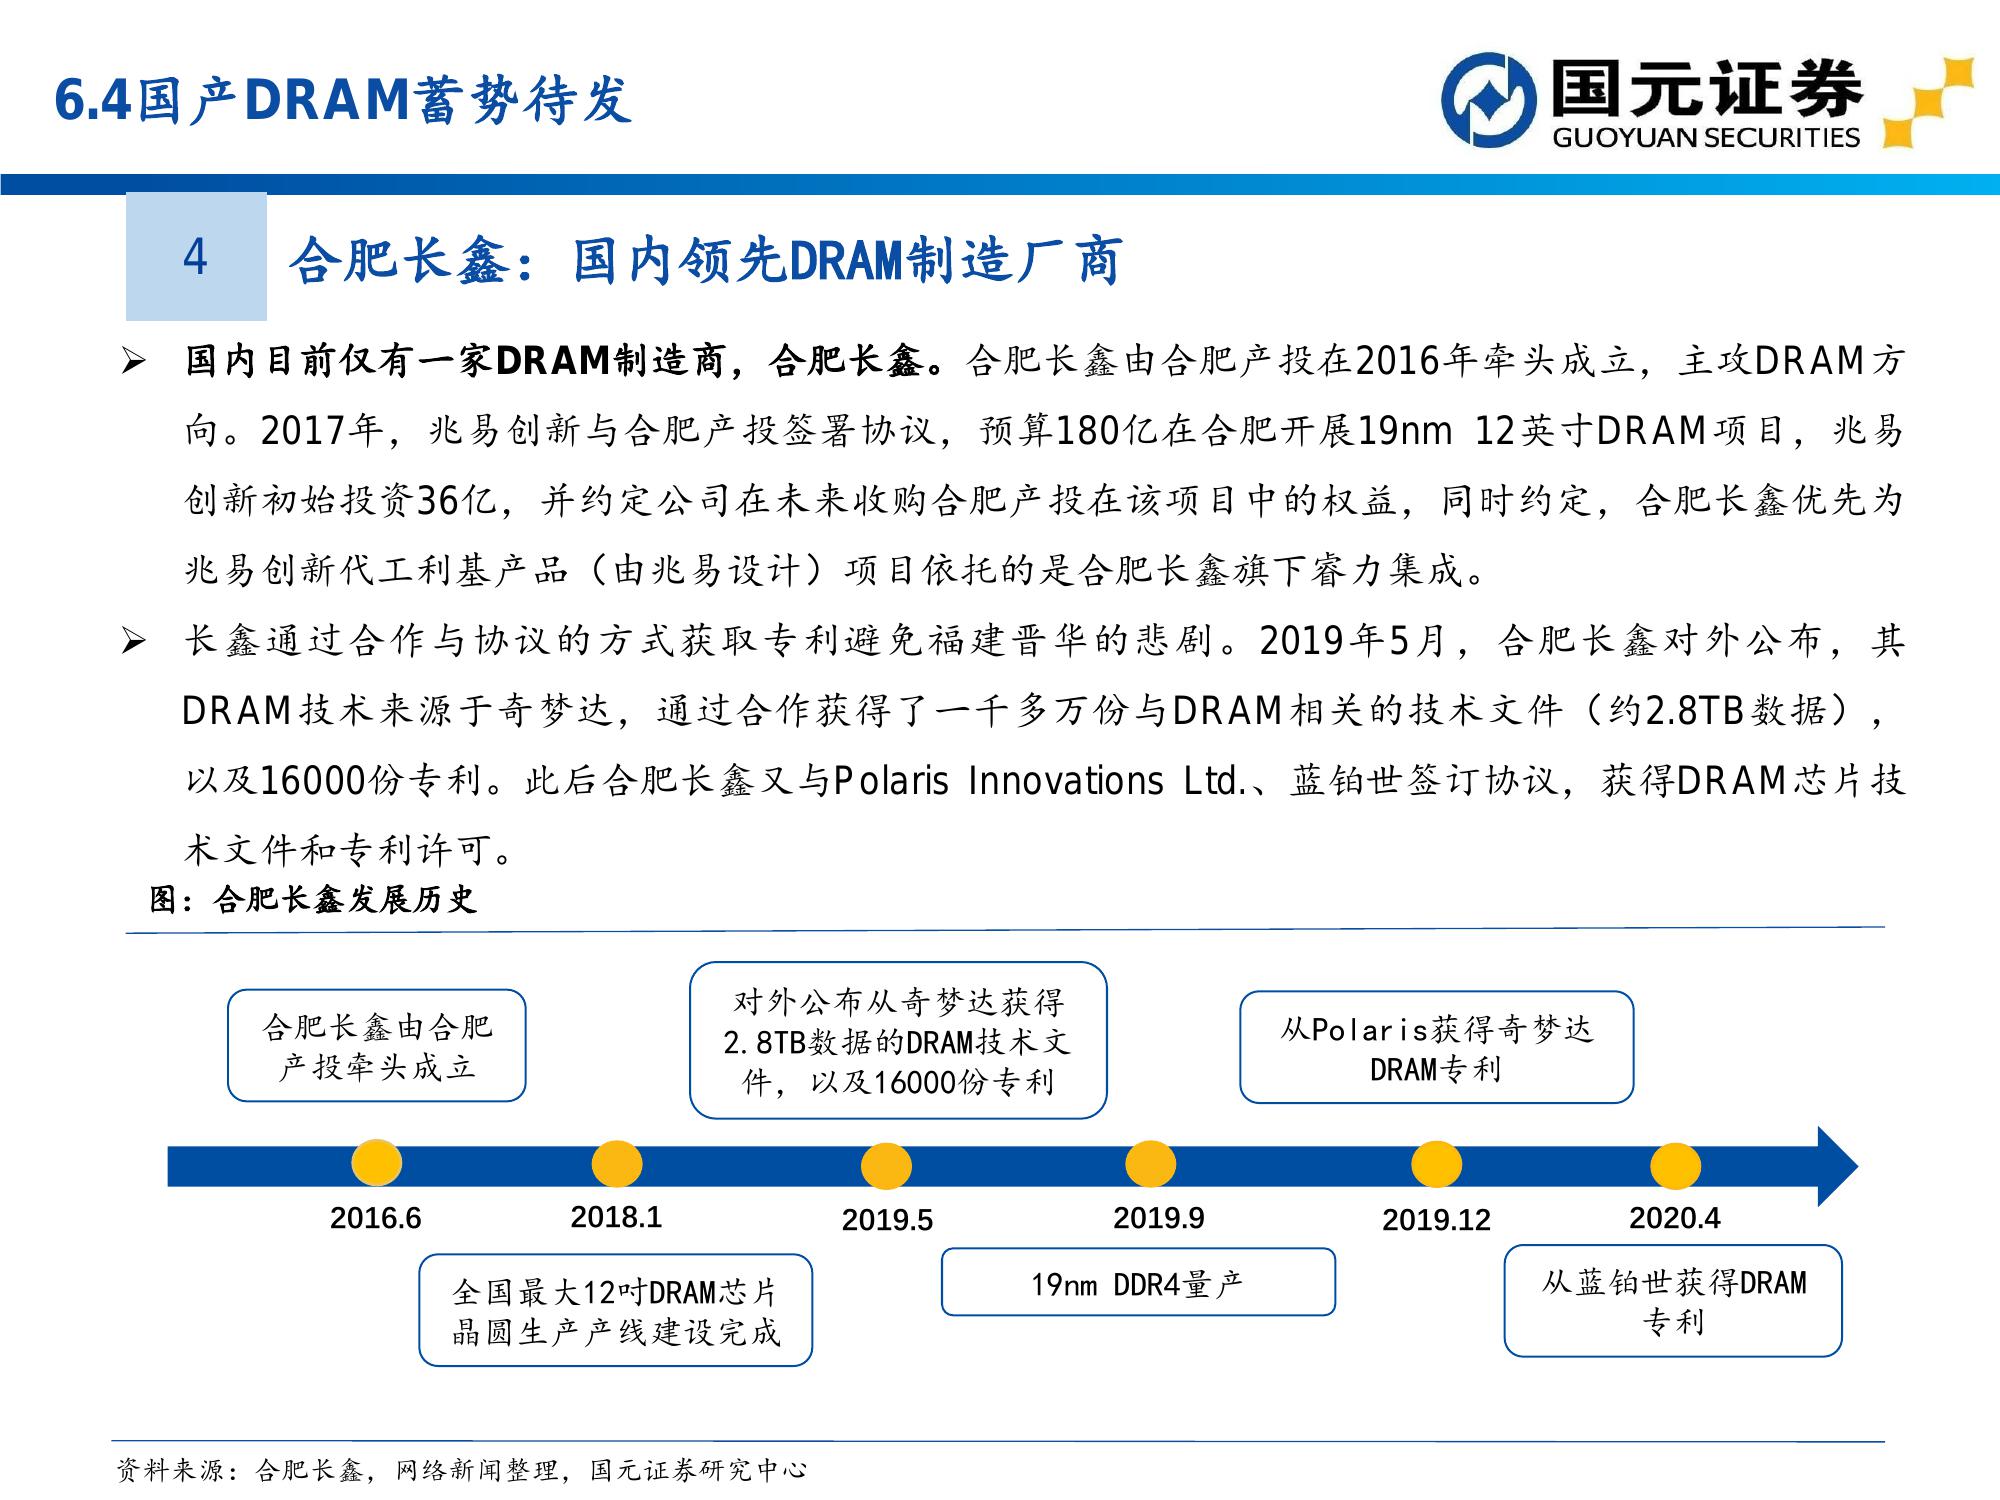 6.4国产DRAM蓄势待发
国元证券
GUOYUAN SECURITIES
4
合肥长鑫：国内领先DRAM制造厂商
➢ 国内目前仅有一家DRAM制造商，合肥长鑫。合肥长鑫由合肥产投在2016年牵头成立，主攻DRAM方
向。2017年，兆易创新与合肥产投签署协议，预算180亿在合肥开展19nm 12英寸DRAM项目，兆易
创新初始投资36亿，并约定公司在未来收购合肥产投在该项目中的权益，同时约定，合肥长鑫优先为
兆易创新代工利基产品（由兆易设计）项目依托的是合肥长鑫旗下睿力集成。
➢ 长鑫通过合作与协议的方式获取专利避免福建晋华的悲剧。2019年5月，合肥长鑫对外公布，其
DRAM技术来源于奇梦达，通过合作获得了一千多万份与DRAM相关的技术文件（约2.8TB数据），
以及16000份专利。此后合肥长鑫又与Polaris Innovations Ltd.、蓝铂世签订协议，获得DRAM芯片技
术文件和专利许可。
图：合肥长鑫发展历史
合肥长鑫由合肥
产投牵头成立
对外公布从奇梦达获得
2.8TB数据的DRAM技术文
件，以及16000份专利
从Polaris获得奇梦达
DRAM专利
2016.6
2018.1
2019.5
2019.9
2019.12
2020.4
全国最大12吋DRAM芯片
晶圆生产产线建设完成
19nm DDR4量产
从蓝铂世获得DRAM
专利
资料来源：合肥长鑫，网络新闻整理，国元证券研究中心